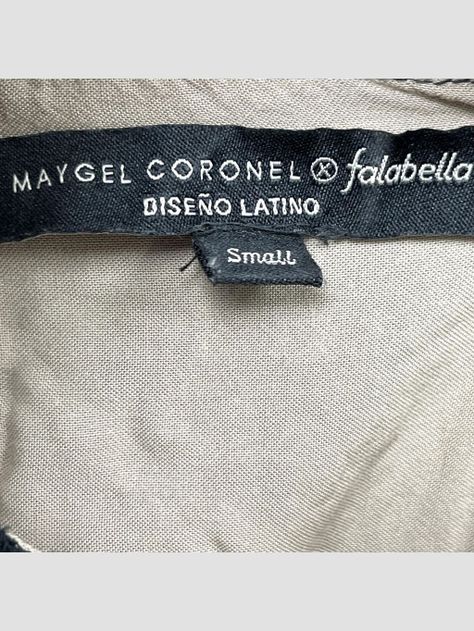 MAYGEL CORONEL ⓧ falabella
DISEÑO LATINO
Small